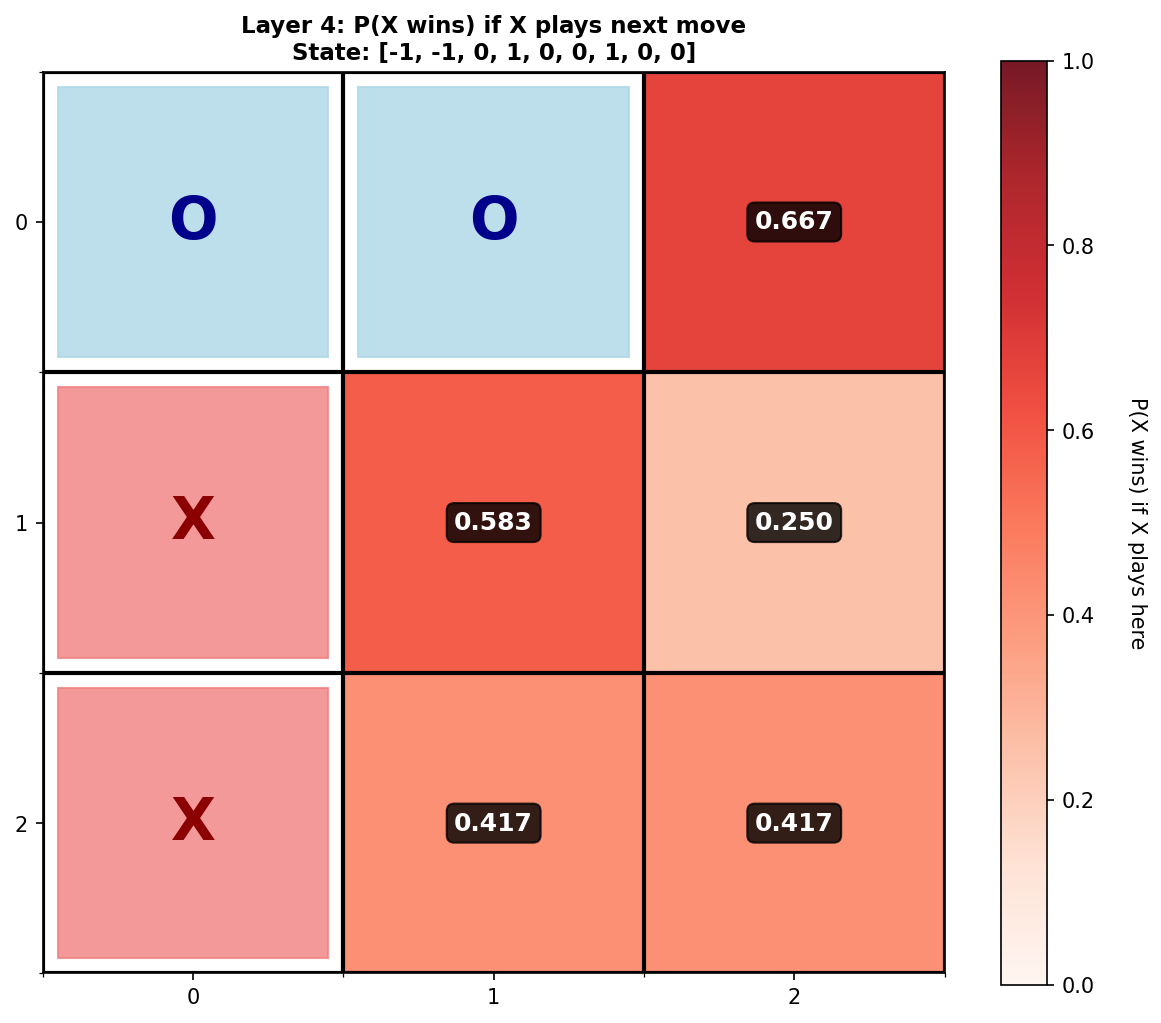 Layer 4: P(X wins) if X plays next move
State: [-1, -1, 0, 1, 0, 0, 1, 0, 0]
0
O
O
0.667
1
X
0.583
0.250
2
X
0.417
0.417
0
1
2
1.0
0.8
0.6
0.4
0.2
0.0
P(X wins) if X plays here